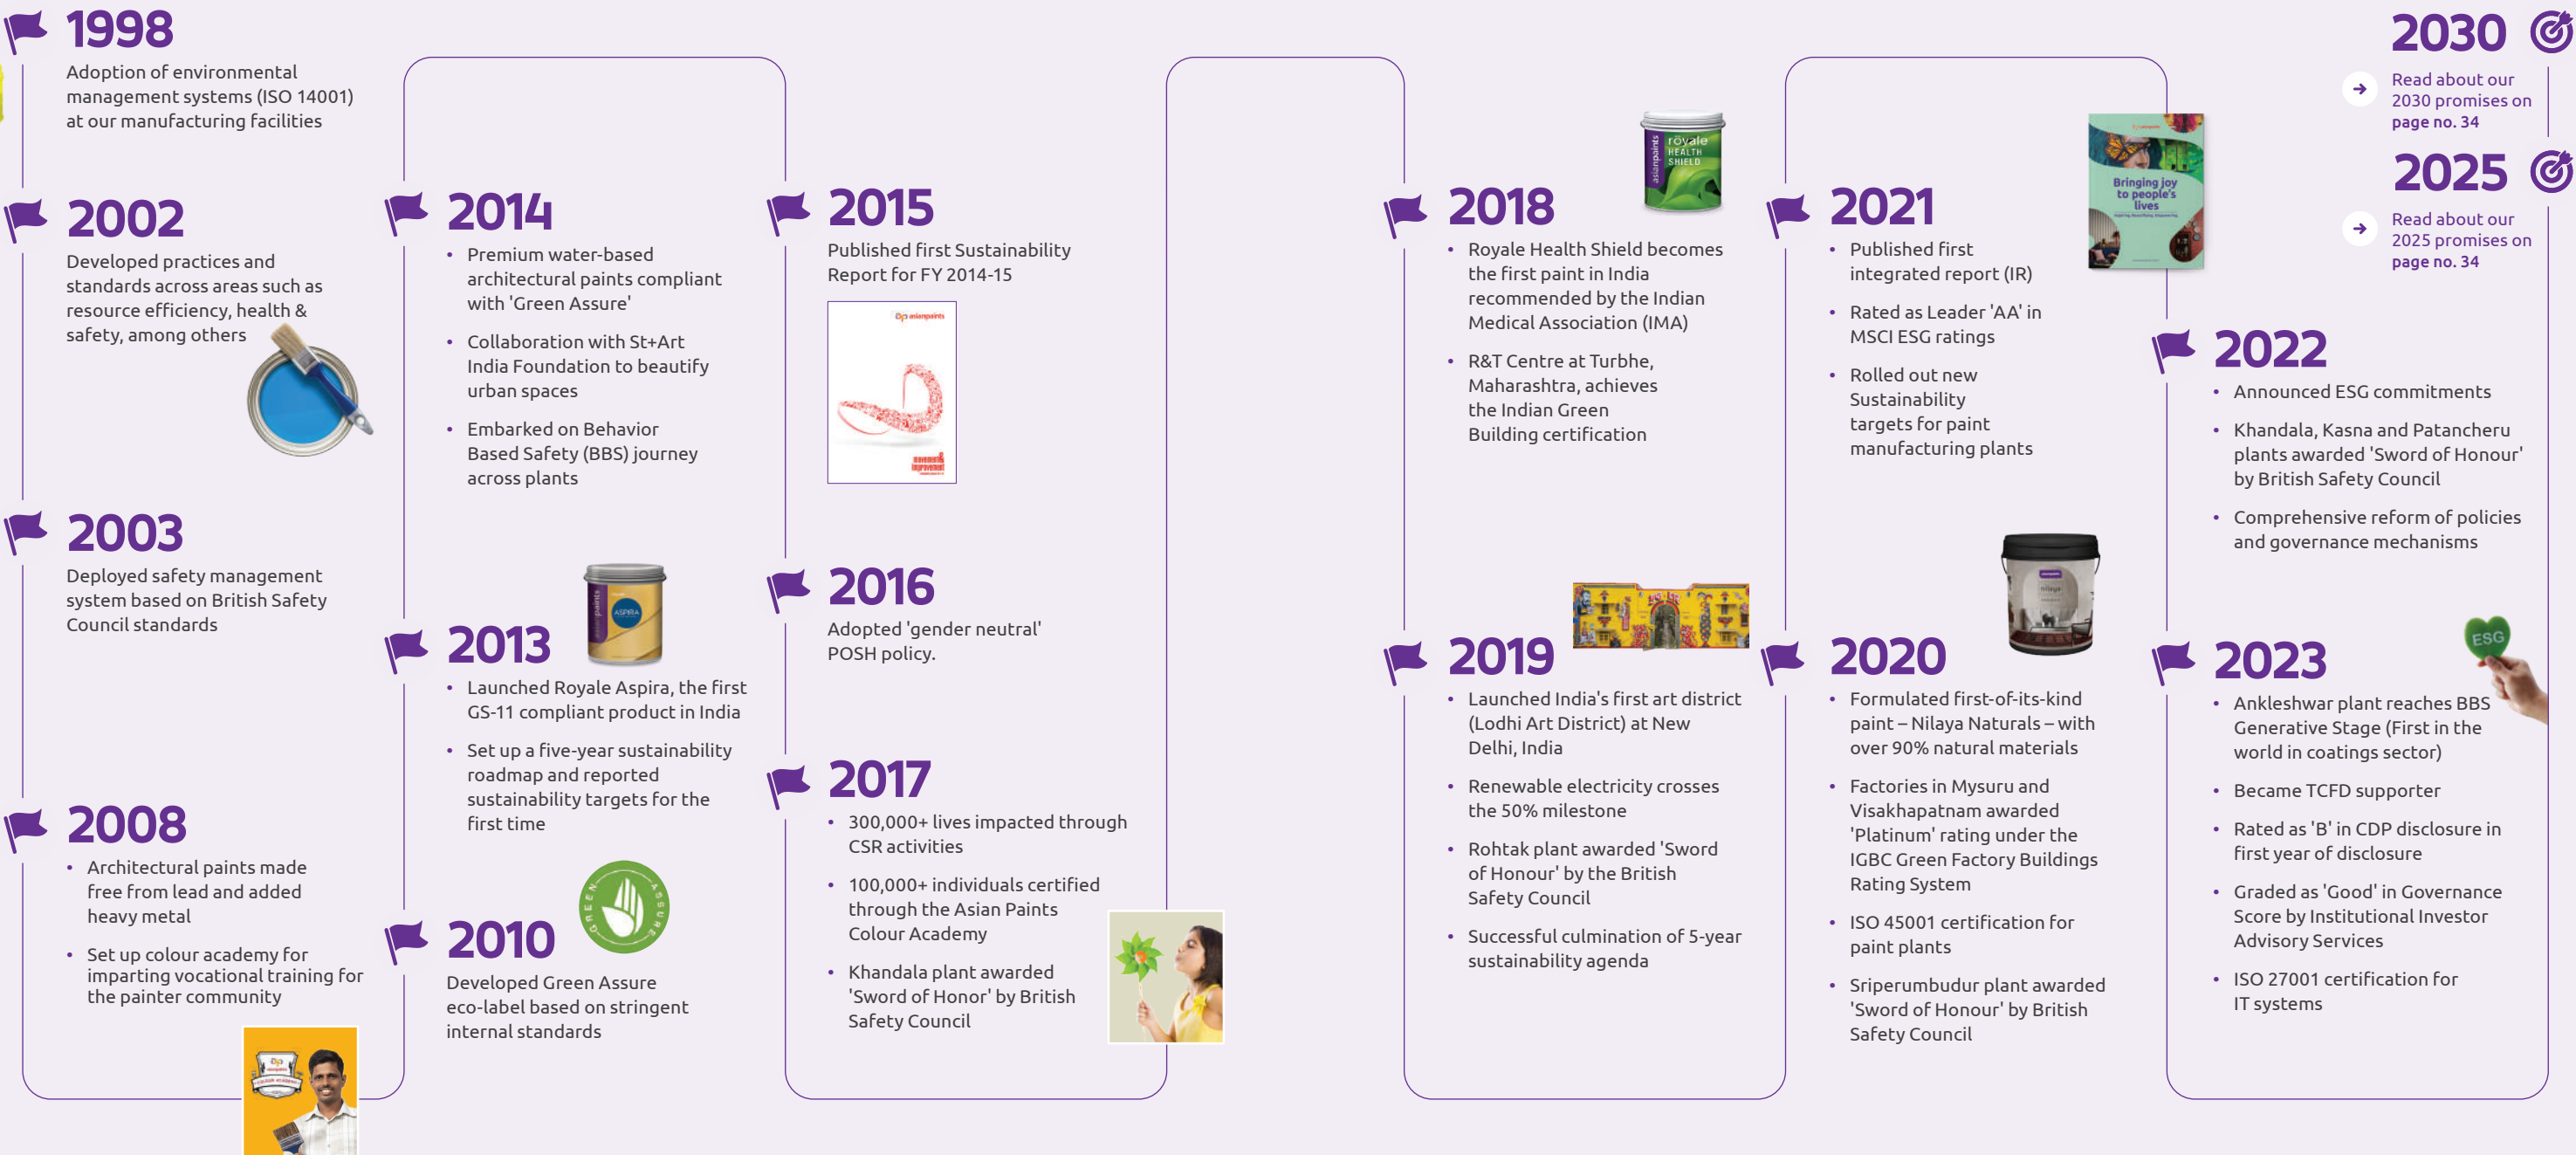 1998
Adoption of environmental
management systems (ISO 14001)
at our manufacturing facilities
2002
Developed practices and
standards across areas such as
resource efficiency, health &
safety, among others
2003
Deployed safety management
system based on British Safety
Council standards
2008
• Architectural paints made
free from lead and added
heavy metal
• Set up colour academy for
imparting vocational training for
the painter community
2010
GREEN ASSURE
Developed Green Assure
eco-label based on stringent
internal standards
2013
asianpaints
ASPIRA
• Launched Royale Aspira, the first
GS-11 compliant product in India
• Set up a five-year sustainability
roadmap and reported
sustainability targets for the
first time
2014
• Premium water-based
architectural paints compliant
with 'Green Assure'
• Collaboration with St+Art
India Foundation to beautify
urban spaces
• Embarked on Behavior
Based Safety (BBS) journey
across plants
2015
Published first Sustainability
Report for FY 2014-15
asianpaints
movement&
improvement
2016
Adopted 'gender neutral'
POSH policy.
2017
• 300,000+ lives impacted through
CSR activities
• 100,000+ individuals certified
through the Asian Paints
Colour Academy
• Khandala plant awarded
'Sword of Honor' by British
Safety Council
2018
asianpaints
royale
HEALTH
SHIELD
• Royale Health Shield becomes
the first paint in India
recommended by the Indian
Medical Association (IMA)
• R&T Centre at Turbhe,
Maharashtra, achieves
the Indian Green
Building certification
2019
• Launched India's first art district
(Lodhi Art District) at New
Delhi, India
• Renewable electricity crosses
the 50% milestone
• Rohtak plant awarded 'Sword
of Honour' by the British
Safety Council
• Successful culmination of 5-year
sustainability agenda
2020
nilaya
• Formulated first-of-its-kind
paint – Nilaya Naturals – with
over 90% natural materials
• Factories in Mysuru and
Visakhapatnam awarded
'Platinum' rating under the
IGBC Green Factory Buildings
Rating System
• ISO 45001 certification for
paint plants
• Sriperumbudur plant awarded
'Sword of Honour' by British
Safety Council
2021
• Published first
integrated report (IR)
• Rated as Leader 'AA' in
MSCI ESG ratings
• Rolled out new
Sustainability
targets for paint
manufacturing plants
Bringing joy
to people's
lives
2022
• Announced ESG commitments
• Khandala, Kasna and Patancheru
plants awarded 'Sword of Honour'
by British Safety Council
• Comprehensive reform of policies
and governance mechanisms
2023
ESG
• Ankleshwar plant reaches BBS
Generative Stage (First in the
world in coatings sector)
• Became TCFD supporter
• Rated as 'B' in CDP disclosure in
first year of disclosure
• Graded as 'Good' in Governance
Score by Institutional Investor
Advisory Services
• ISO 27001 certification for
IT systems
2025
Read about our
2025 promises on
page no. 34
2030
Read about our
2030 promises on
page no. 34